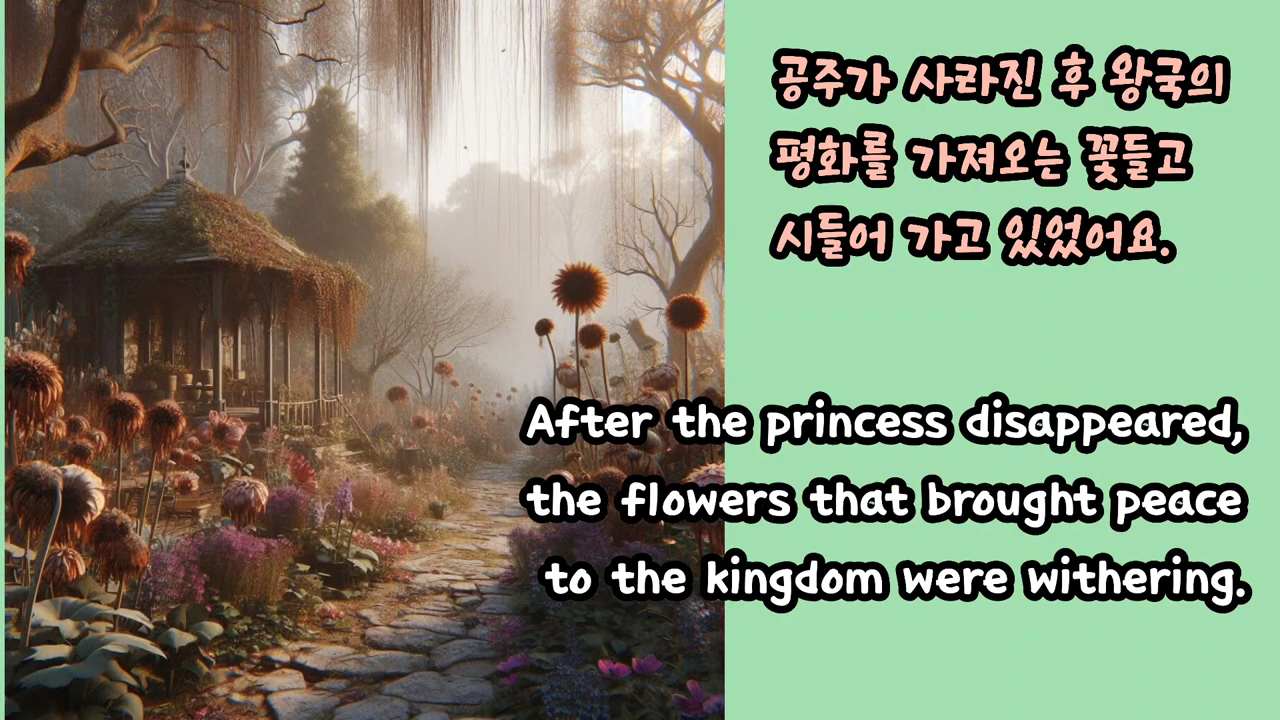 공주가 사라진 후 왕국의
평화를 가져오는 꽃들고
시들어 가고 있었어요.
After the princess disappeared,
the flowers that brought peace
to the kingdom were withering.